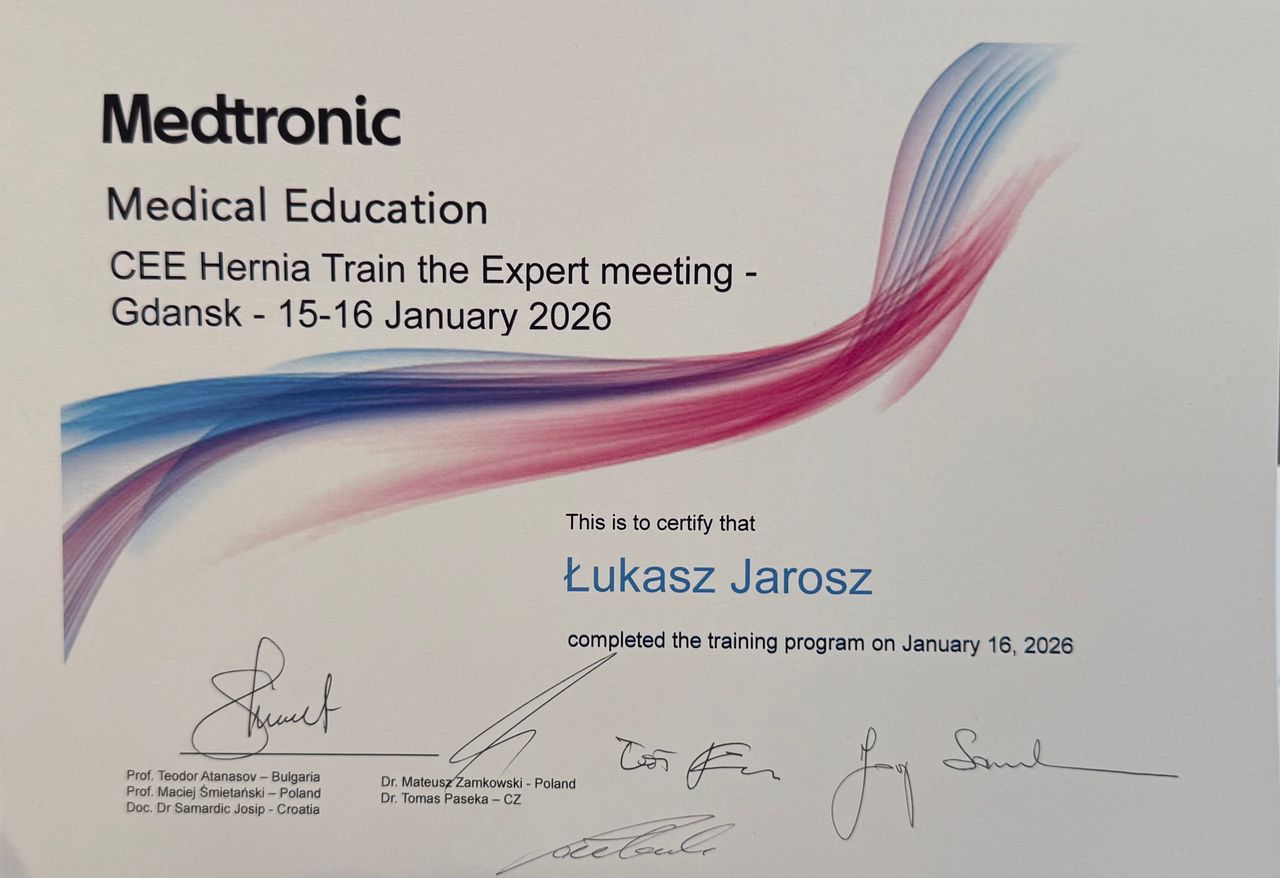 Medtronic
Medical Education
CEE Hernia Train the Expert meeting -
Gdansk - 15-16 January 2026
This is to certify that
Łukasz Jarosz
completed the training program on January 16, 2026
Prof. Teodor Atanasov – Bulgaria
Prof. Maciej Śmietański – Poland
Doc. Dr Samardic Josip - Croatia
Dr. Mateusz Zamkowski - Poland
Dr. Tomas Paseka – CZ